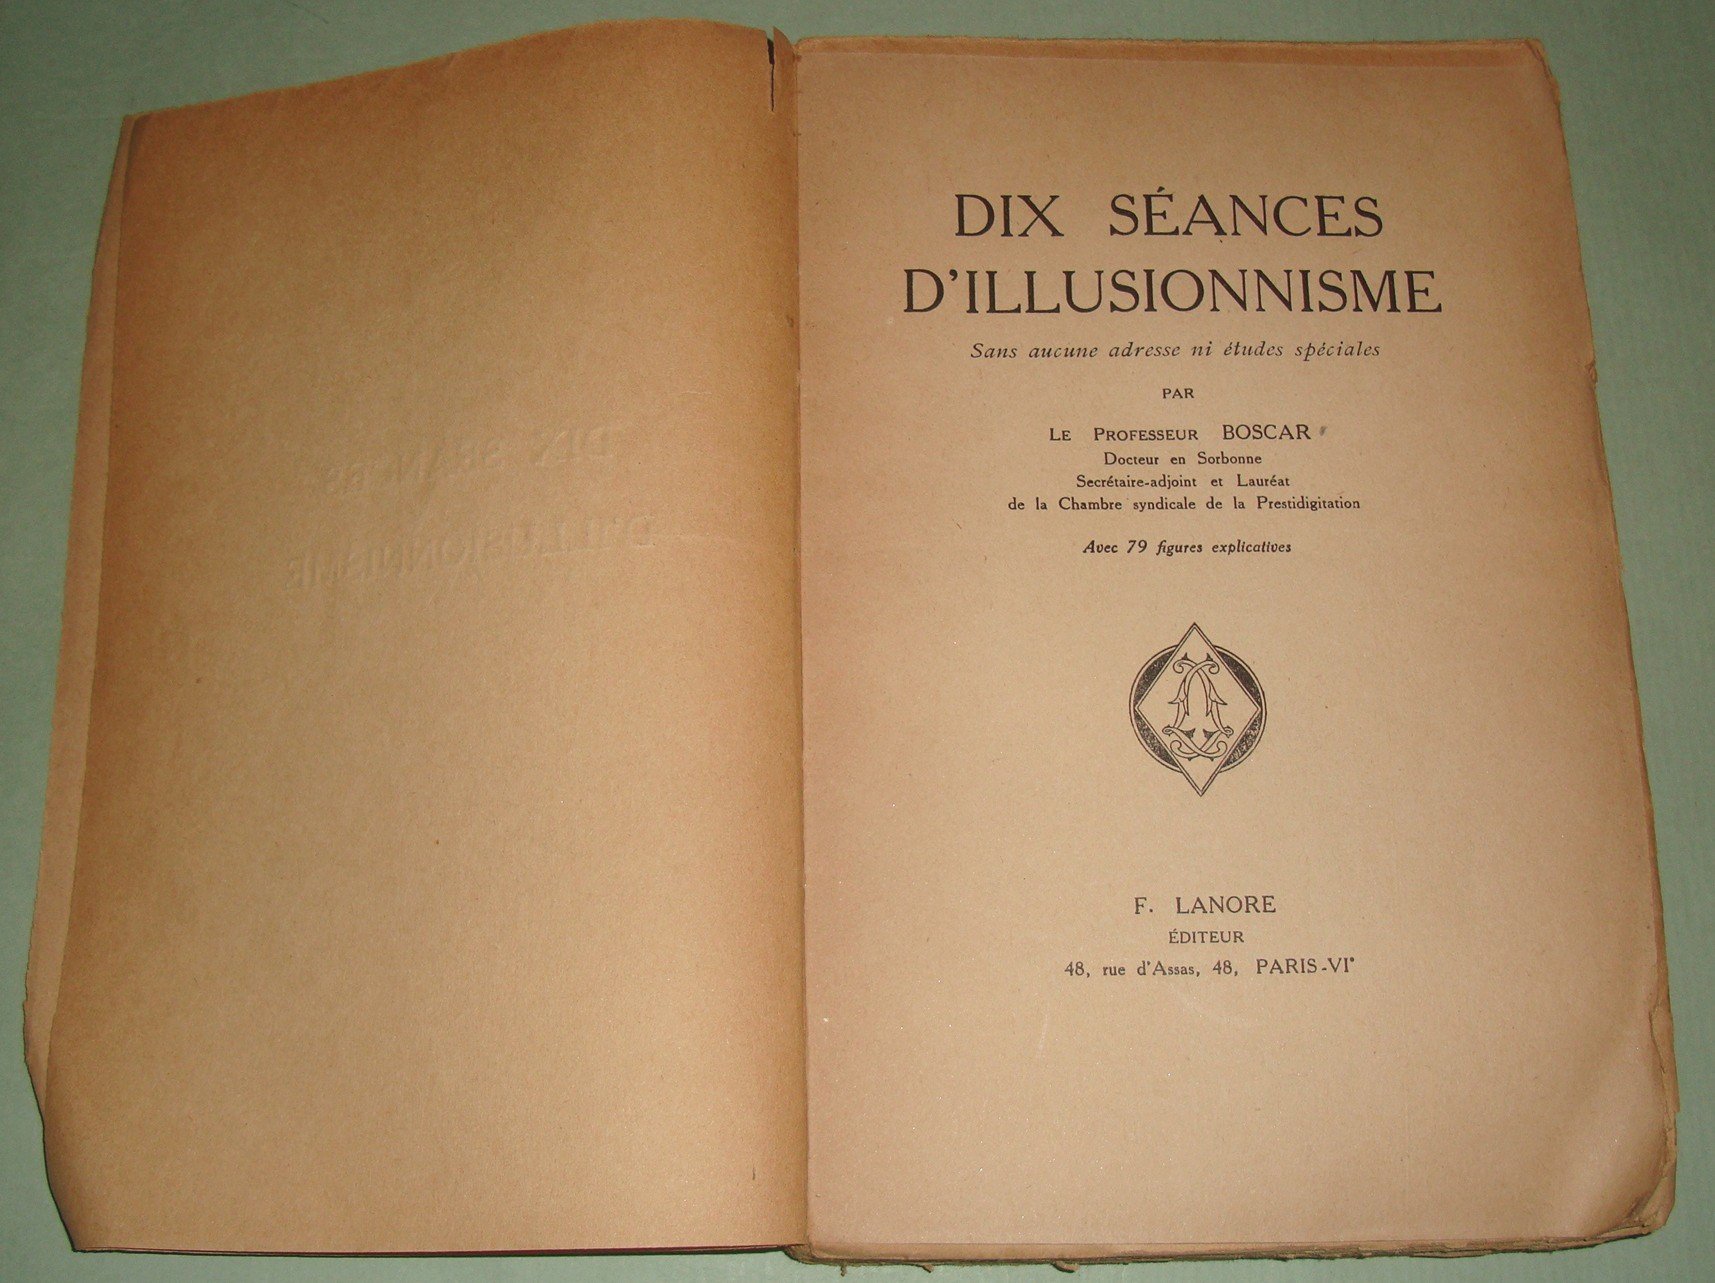 DIX SÉANCES
D'ILLUSIONNISME
Sans aucune adresse ni études spéciales
PAR
LE PROFESSEUR BOSCAR
Docteur en Sorbonne
Secrétaire-adjoint et Lauréat
de la Chambre syndicale de la Prestidigitation
Avec 79 figures explicatives
F. LANORE
ÉDITEUR
48, rue d'Assas, 48, PARIS-VIe